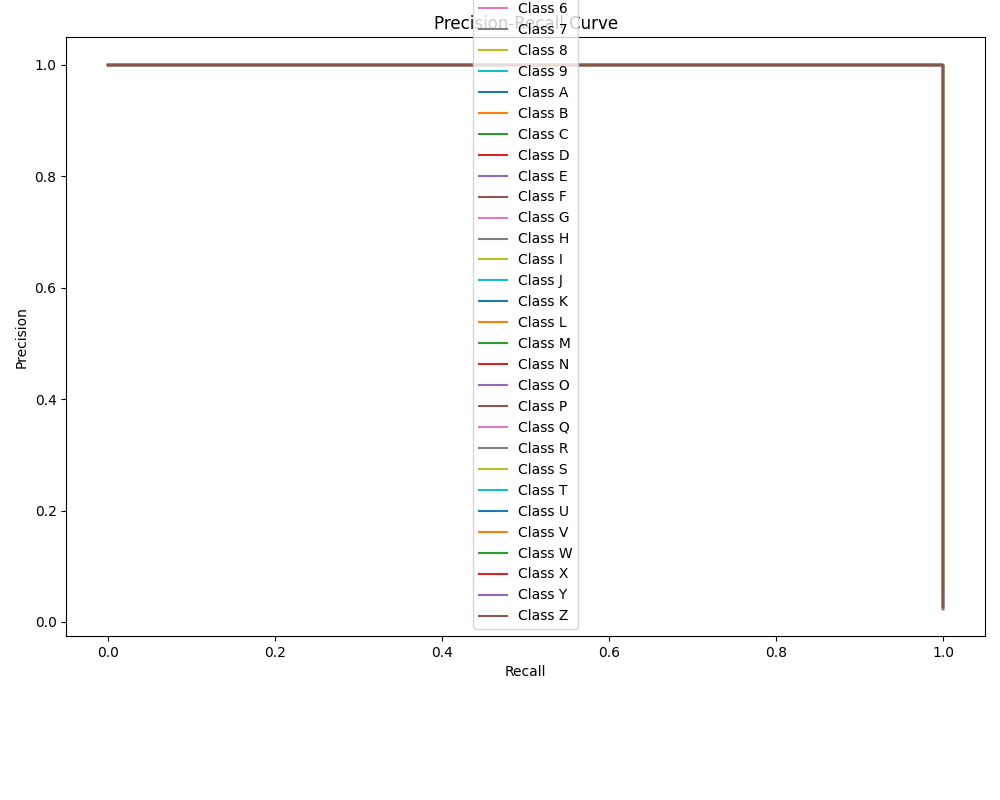 Class 6
Precision-Recall Curve
Class 7
Class 8
Class 9
Class A
Class B
Class C
Class D
Class E
Class F
Class G
Class H
Class I
Class J
Class K
Class L
Class M
Class N
Class O
Class P
Class Q
Class R
Class S
Class T
Class U
Class V
Class W
Class X
Class Y
Class Z
1.0
0.8
0.6
0.4
0.2
0.0
Precision
0.0 0.2 0.4 0.6 0.8 1.0
Recall